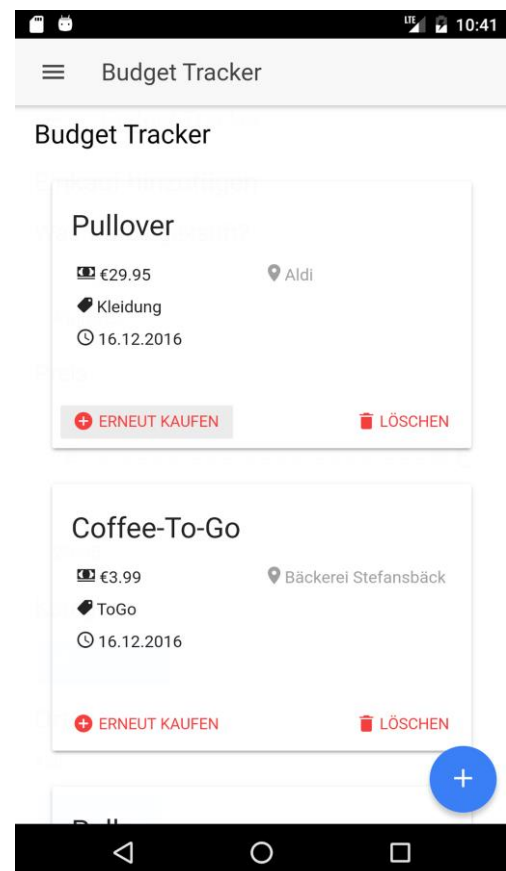 LTE 10:41
Budget Tracker
Budget Tracker
Pullover
€29.95 Aldi
Kleidung
16.12.2016
ERNEUT KAUFEN LÖSCHEN
Coffee-To-Go
€3.99 Bäckerei Stefansbäck
ToGo
16.12.2016
ERNEUT KAUFEN LÖSCHEN